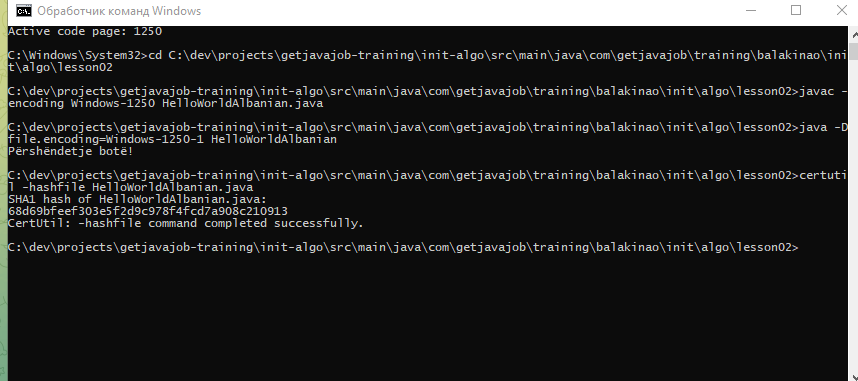 Обработчик команд Windows
Active code page: 1250
C:\Windows\System32>cd C:\dev\projects\getjavajob-training\init-algo\src\main\java\com\getjavajob\training\balakinao\ini
t\algo\lesson02
C:\dev\projects\getjavajob-training\init-algo\src\main\java\com\getjavajob\training\balakinao\init\algo\lesson02>javac -
encoding Windows-1250 HelloWorldAlbanian.java
C:\dev\projects\getjavajob-training\init-algo\src\main\java\com\getjavajob\training\balakinao\init\algo\lesson02>java -D
file.encoding=Windows-1250-1 HelloWorldAlbanian
Përshëndetje botë!
C:\dev\projects\getjavajob-training\init-algo\src\main\java\com\getjavajob\training\balakinao\init\algo\lesson02>certuti
l -hashfile HelloWorldAlbanian.java
SHA1 hash of HelloWorldAlbanian.java:
68d69bfeef303e5f2d9c978f4fcd7a908c210913
CertUtil: -hashfile command completed successfully.
C:\dev\projects\getjavajob-training\init-algo\src\main\java\com\getjavajob\training\balakinao\init\algo\lesson02>